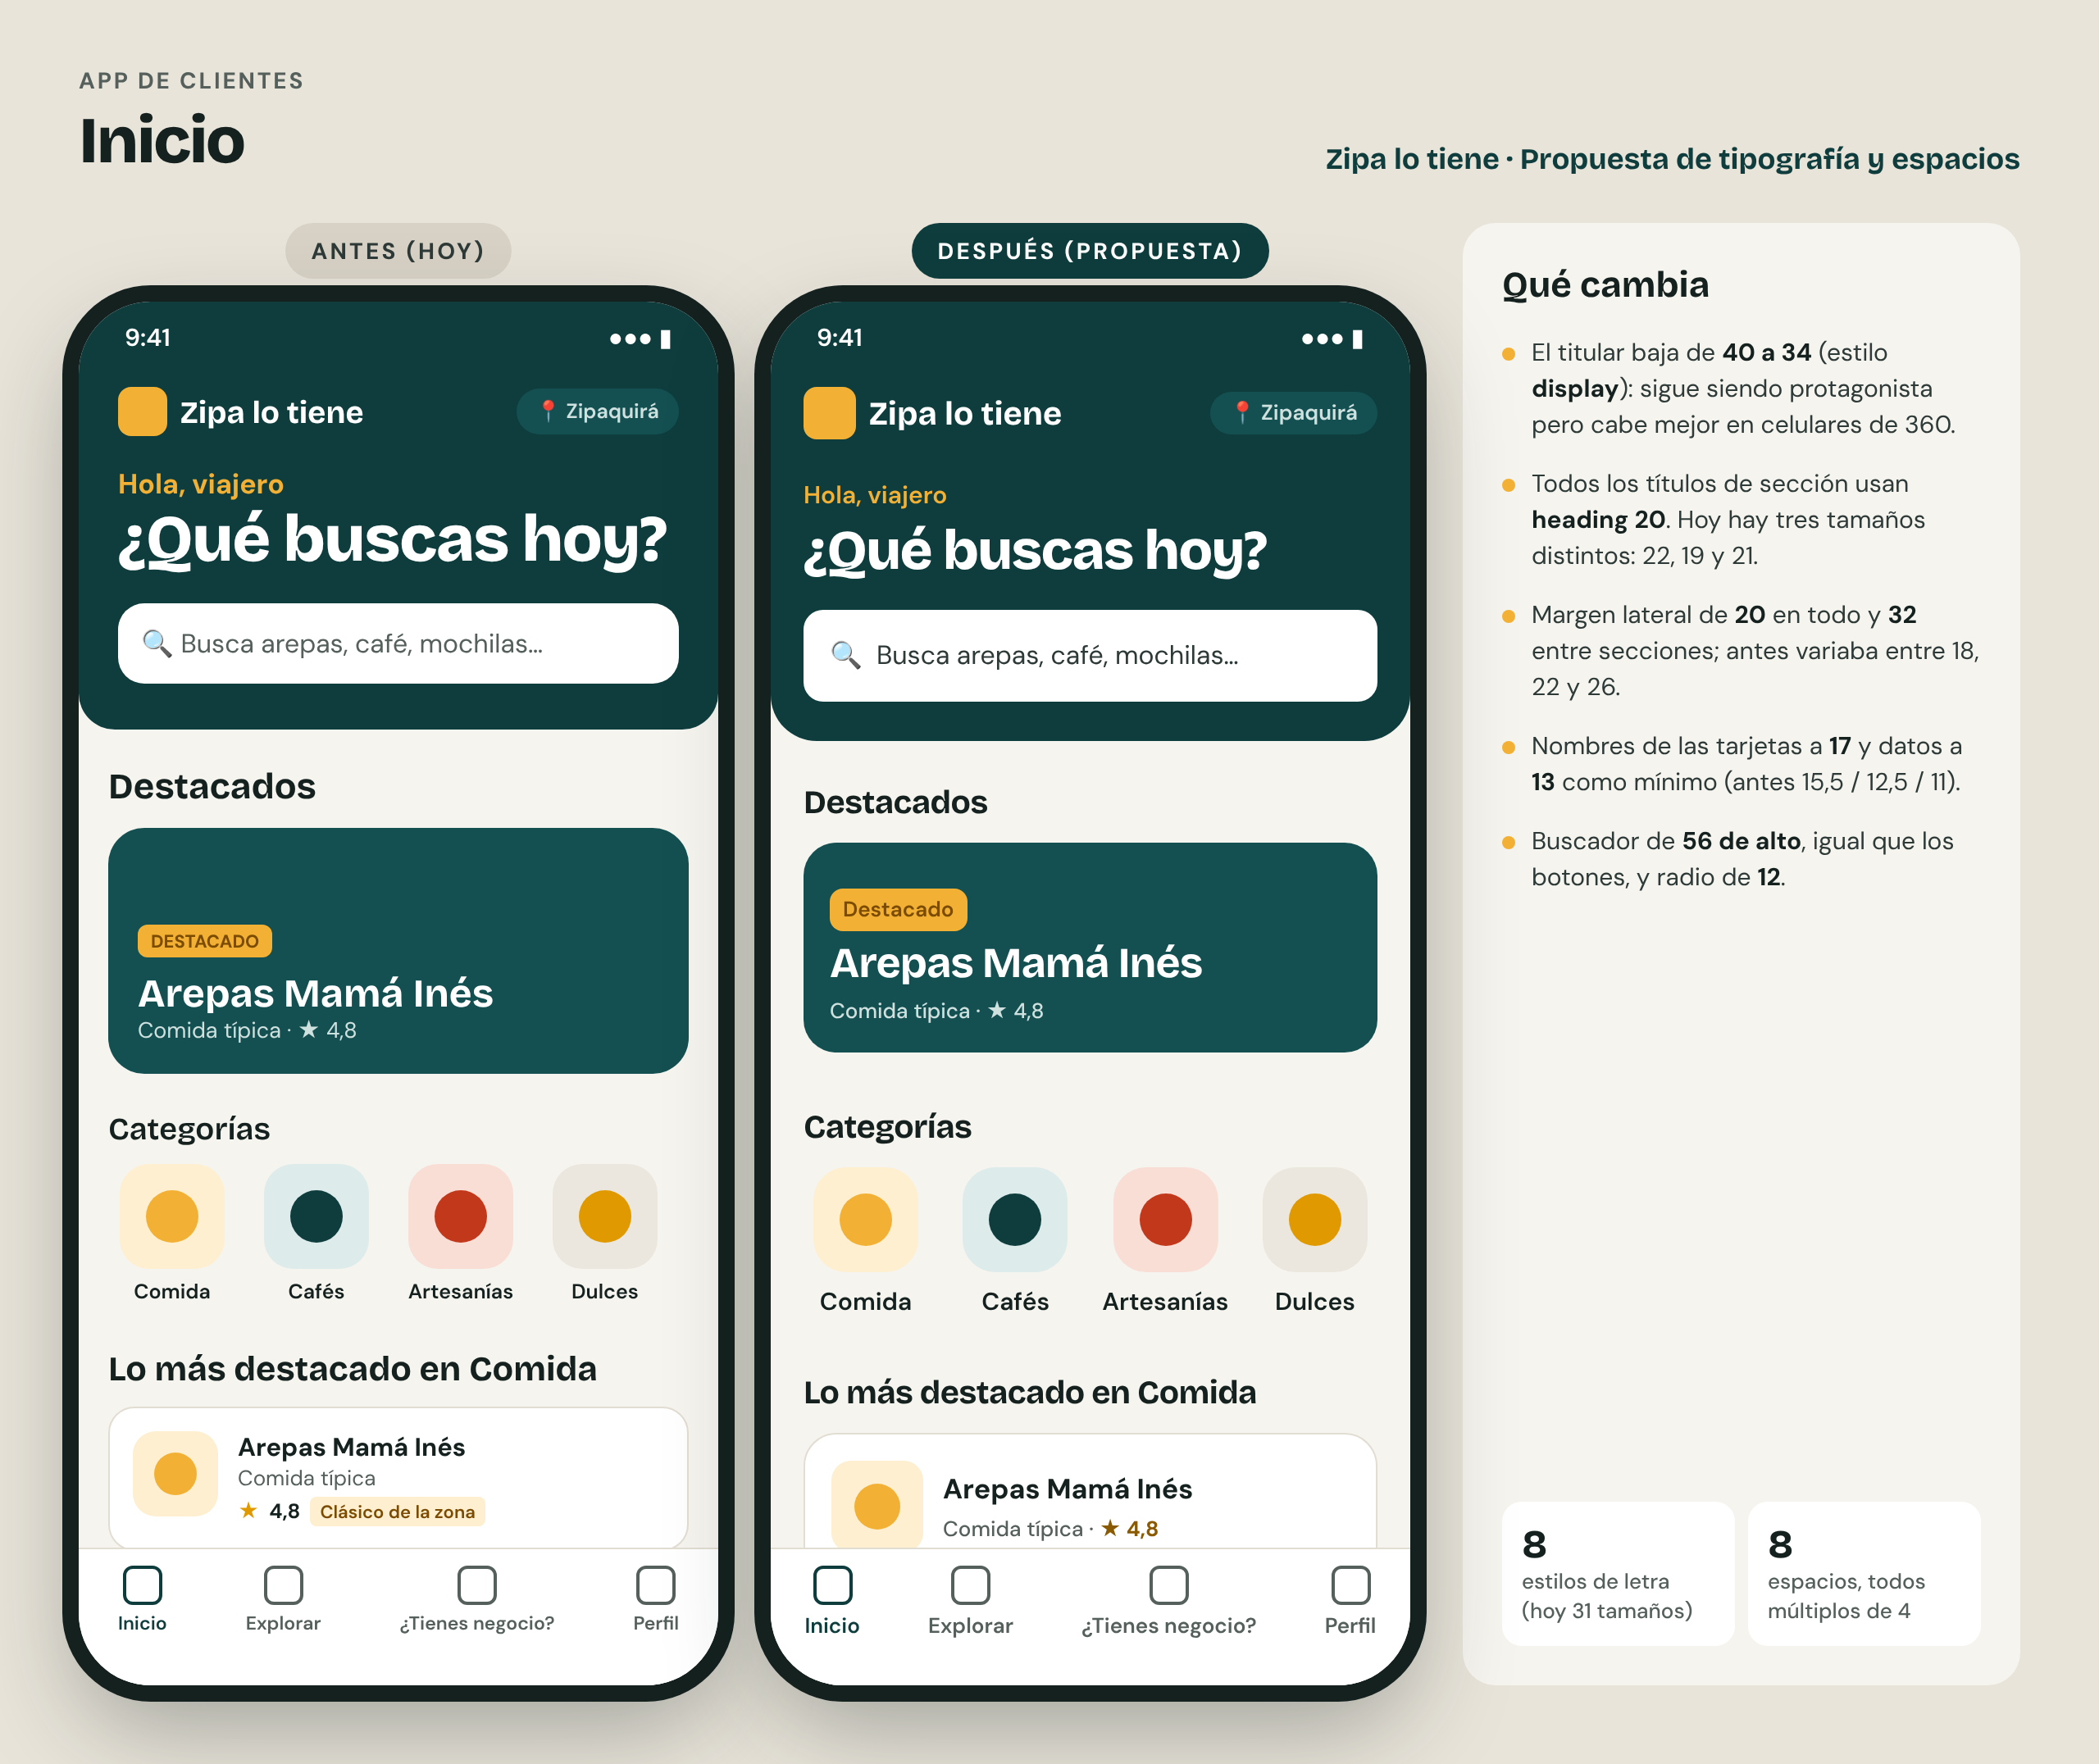 APP DE CLIENTES
Inicio
Zipa lo tiene · Propuesta de tipografía y espacios
ANTES (HOY)
9:41
Zipa lo tiene
Zipaquirá
Hola, viajero
¿Qué buscas hoy?
Busca arepas, café, mochilas...
Destacados
DESTACADO
Arepas Mamá Inés
Comida típica · ★ 4,8
Categorías
Comida
Cafés
Artesanías
Dulces
Lo más destacado en Comida
Arepas Mamá Inés
Comida típica
★ 4,8 Clásico de la zona
Inicio
Explorar
¿Tienes negocio?
Perfil
DESPUÉS (PROPUESTA)
9:41
Zipa lo tiene
Zipaquirá
Hola, viajero
¿Qué buscas hoy?
Busca arepas, café, mochilas...
Destacados
Destacado
Arepas Mamá Inés
Comida típica · ★ 4,8
Categorías
Comida
Cafés
Artesanías
Dulces
Lo más destacado en Comida
Arepas Mamá Inés
Comida típica · ★ 4,8
Inicio
Explorar
¿Tienes negocio?
Perfil
Qué cambia
El titular baja de 40 a 34 (estilo
display): sigue siendo protagonista
pero cabe mejor en celulares de 360.
Todos los títulos de sección usan
heading 20. Hoy hay tres tamaños
distintos: 22, 19 y 21.
Margen lateral de 20 en todo y 32
entre secciones; antes variaba entre 18,
22 y 26.
Nombres de las tarjetas a 17 y datos a
13 como mínimo (antes 15,5 / 12,5 / 11).
Buscador de 56 de alto, igual que los
botones, y radio de 12.
8
estilos de letra
(hoy 31 tamaños)
8
espacios, todos
múltiplos de 4